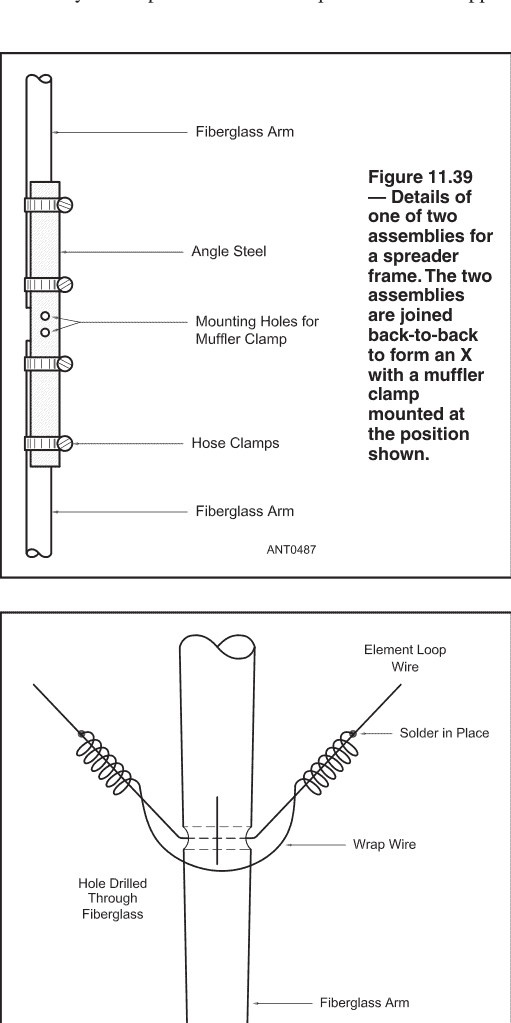 Fiberglass Arm
Angle Steel
Mounting Holes for
Muffler Clamp
Hose Clamps
Fiberglass Arm
ANT0487
Figure 11.39
— Details of
one of two
assemblies for
a spreader
frame. The two
assemblies
are joined
back-to-back
to form an X
with a muffler
clamp
mounted at
the position
shown.
Element Loop
Wire
Solder in Place
Wrap Wire
Hole Drilled
Through
Fiberglass
Fiberglass Arm